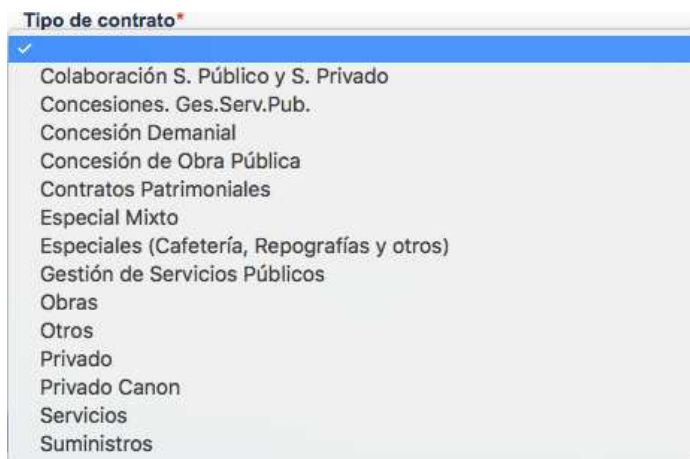 Tipo de contrato*
Colaboración S. Público y S. Privado
Concesiones. Ges.Serv.Pub.
Concesión Demanial
Concesión de Obra Pública
Contratos Patrimoniales
Especial Mixto
Especiales (Cafetería, Repografías y otros)
Gestión de Servicios Públicos
Obras
Otros
Privado
Privado Canon
Servicios
Suministros